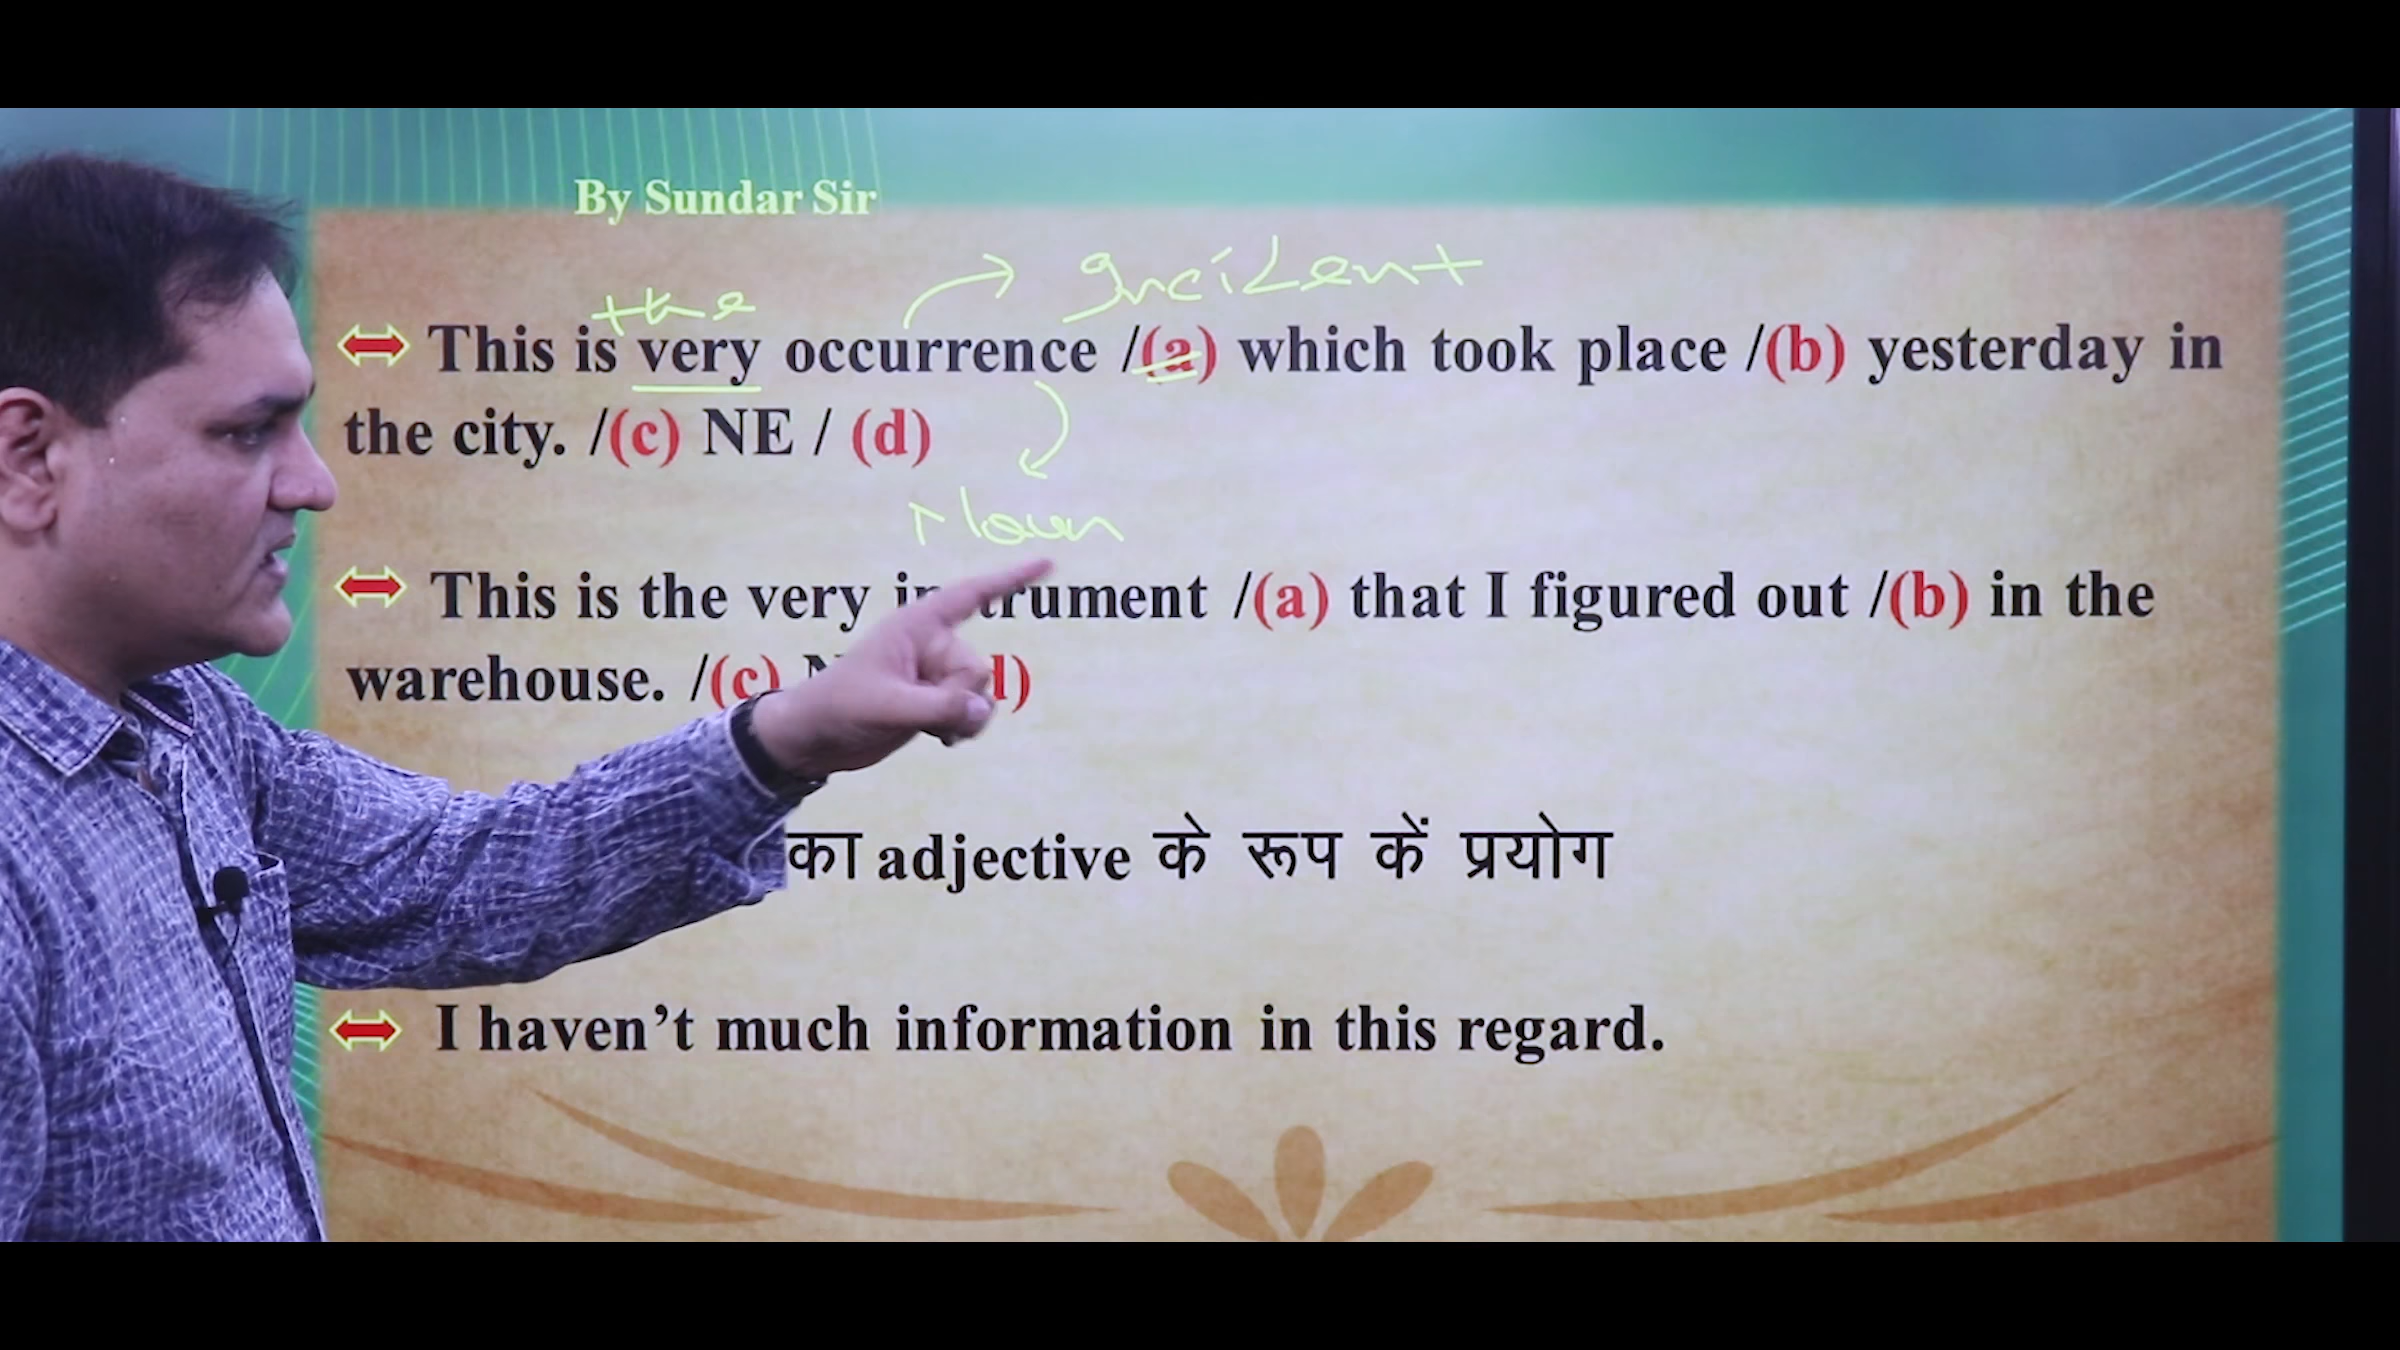 By Sundar Sir
the Incident
This is very occurrence /(a) which took place /(b) yesterday in
the city. /(c) NE / (d)
Noun
This is the very /(a) that I figured out /(b) in the
warehouse. /(c) d)
का adjective के रूप कें प्रयोग
I haven’t much information in this regard.